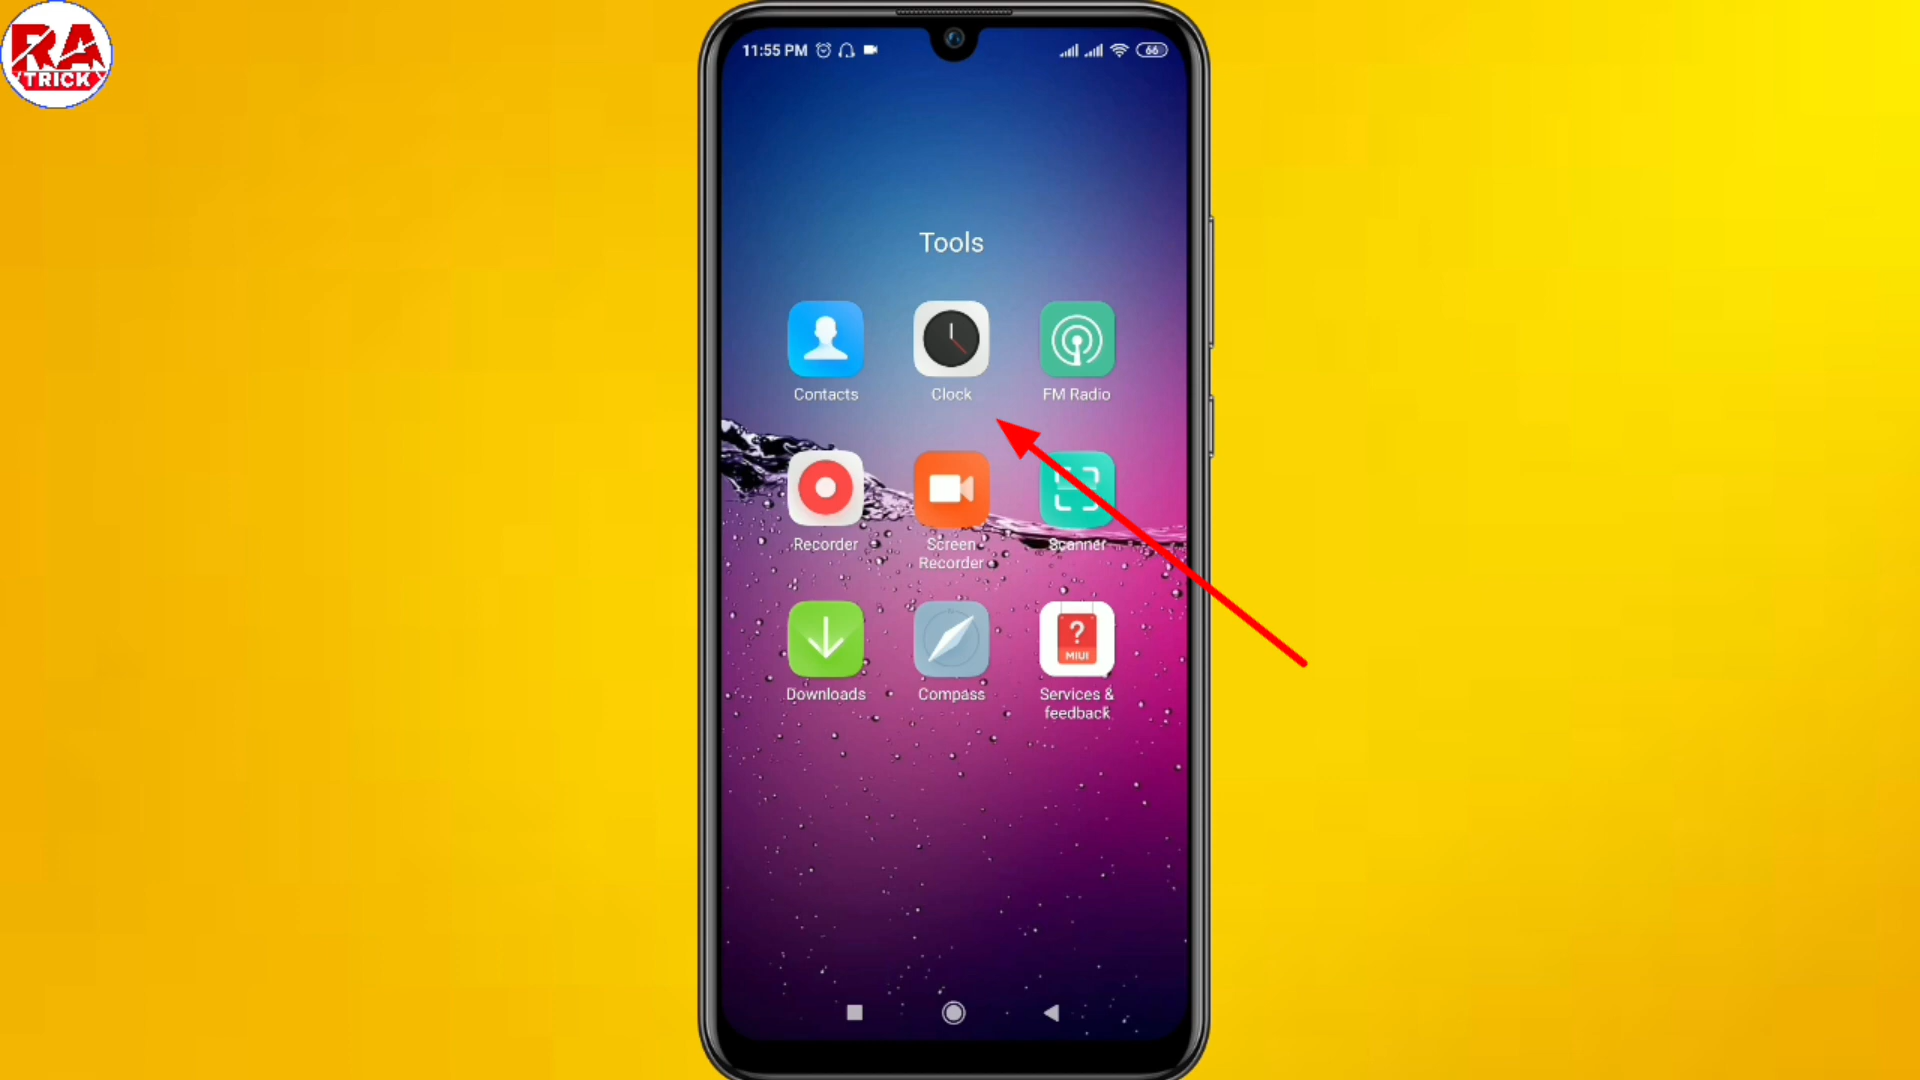 RA
TRICK
11:55 PM
66
Tools
Contacts
Clock
FM Radio
Recorder
Screen
Recorder
Scanner
?
MIUI
Downloads
Compass
Services &
feedback